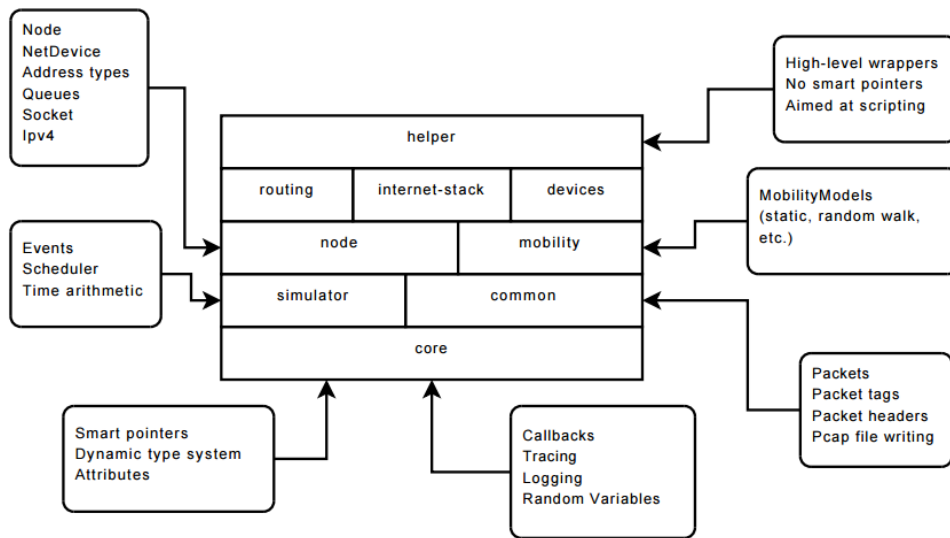 Node
NetDevice
Address types
Queues
Socket
Ipv4
High-level wrappers
No smart pointers
Aimed at scripting
helper
routing
internet-stack
devices
MobilityModels
(static, random walk,
etc.)
node
mobility
Events
Scheduler
Time arithmetic
simulator
common
core
Packets
Packet tags
Packet headers
Pcap file writing
Smart pointers
Dynamic type system
Attributes
Callbacks
Tracing
Logging
Random Variables